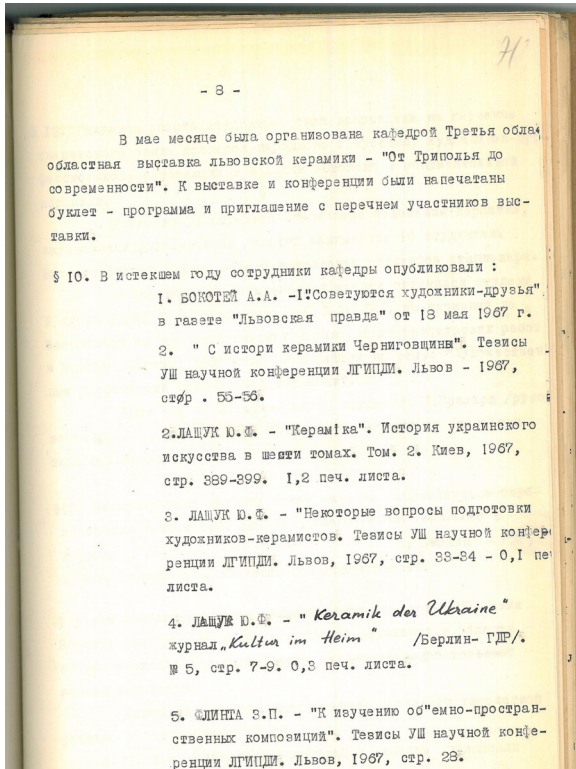 71
- 8 -
В мае месяце была организована кафедрой Третья обла
областная выставка львовской керамики - "От Триполья до
современности". К выставке и конференции были напечатаны
буклет - программа и приглашение с перечнем участников выс-
тавки.
§ 10. В истекшем году сотрудники кафедры опубликовали :
I. БОКОТЕЙ А.А. -I"Советуются художники-друзья"
в газете "Львовская правда" от 18 мая 1967 г.
2. " С истори керамики Черниговщины". Тезисы
УШ научной конференции ЛГИПДИ. Львов - 1967,
стор . 55-56.
2.ЛАЩУК Ю.Ф. - "Кераміка". История украинского
искусства в шести томах. Том. 2. Киев, 1967,
стр. 389-399. I,2 печ. листа.
3. ЛАЩУК Ю.Ф. - "Некоторые вопросы подготовки
художников-керамистов. Тезисы УШ научной конфер
ренции ЛГИПДИ. Львов, 1967, стр. 33-34 - 0,I пе
листа.
4. ЛАЩУК Ю.Ф. - " Keramik der Ukraine"
журнал „Kultur im Heim " /Берлин- ГДР/.
№ 5, стр. 7-9. 0,3 печ. листа.
5. ФЛИНТА З.П. - "К изучению об"емно-простран-
ственных композиций". Тезисы УШ научной конфе-
ренции ЛГИПДИ. Львов, 1967, стр. 28.